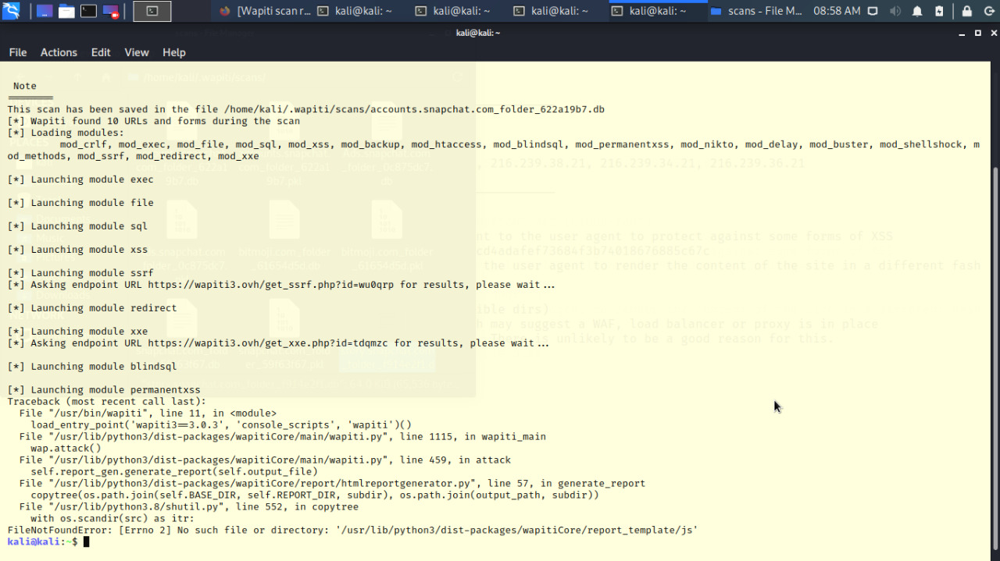 [Wapiti scan r...
kali@kali: ~
kali@kali: ~
kali@kali: ~
kali@kali: ~
scans - File M...
08:58 AM
kali@kali: ~
File Actions Edit View Help
/home/kali/.wapiti/scans/
Note
This scan has been saved in the file /home/kali/.wapiti/scans/accounts.snapchat.com_folder_622a19b7.db
[*] Wapiti found 10 URLs and forms during the scan
[*] Loading modules:
mod_crlf, mod_exec, mod_file, mod_sql, mod_xss, mod_backup, mod_htaccess, mod_blindsql, mod_permanentxss, mod_nikto, mod_delay, mod_buster, mod_shellshock, m
od_methods, mod_ssrf, mod_redirect, mod_xxe
, 216.239.38.21, 216.239.34.21, 216.239.36.21
[*] Launching module exec
[*] Launching module file
[*] Launching module sql
nt to the user agent to protect against some forms of XSS
[*] Launching module xss
cd4adafef73684f3b74018676885c67c
the user agent to render the content of the site in a different fash
[*] Launching module ssrf
[*] Asking endpoint URL https://wapiti3.ovh/get_ssrf.php?id=wu0qrp for results, please wait...
[*] Launching module redirect
ible dirs)
h may suggest a WAF, load balancer or proxy is in place
[*] Launching module xxe
There is unlikely to be a good reason for this.
[*] Asking endpoint URL https://wapiti3.ovh/get_xxe.php?id=tdqmzc for results, please wait...
[*] Launching module blindsql
[*] Launching module permanentxss
Traceback (most recent call last):
File "/usr/bin/wapiti", line 11, in <module>
load_entry_point('wapiti3==3.0.3', 'console_scripts', 'wapiti')()
File "/usr/lib/python3/dist-packages/wapitiCore/main/wapiti.py", line 1115, in wapiti_main
wap.attack()
File "/usr/lib/python3/dist-packages/wapitiCore/main/wapiti.py", line 459, in attack
self.report_gen.generate_report(self.output_file)
File "/usr/lib/python3/dist-packages/wapitiCore/report/htmlreportgenerator.py", line 57, in generate_report
copytree(os.path.join(self.BASE_DIR, self.REPORT_DIR, subdir), os.path.join(output_path, subdir))
File "/usr/lib/python3.8/shutil.py", line 552, in copytree
with os.scandir(src) as itr:
FileNotFoundError: [Errno 2] No such file or directory: '/usr/lib/python3/dist-packages/wapitiCore/report_template/js'
kali@kali:~$